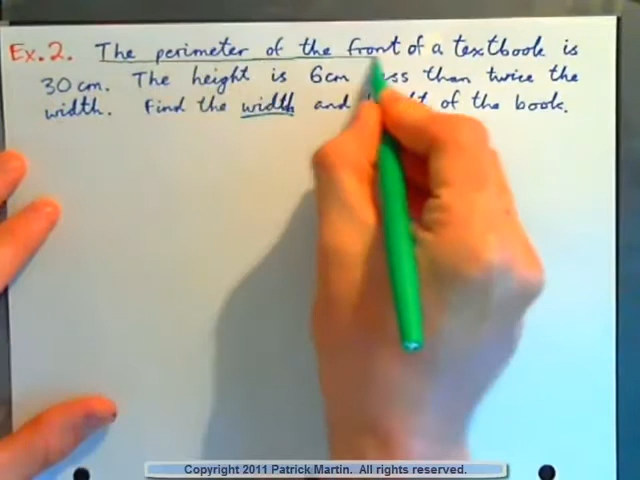 Ex.2. The perimeter of the front of a textbook is
30 cm. The height is 6cm less than twice the
width. Find the width and of the book.
Copyright 2011 Patrick Martin. All rights reserved.